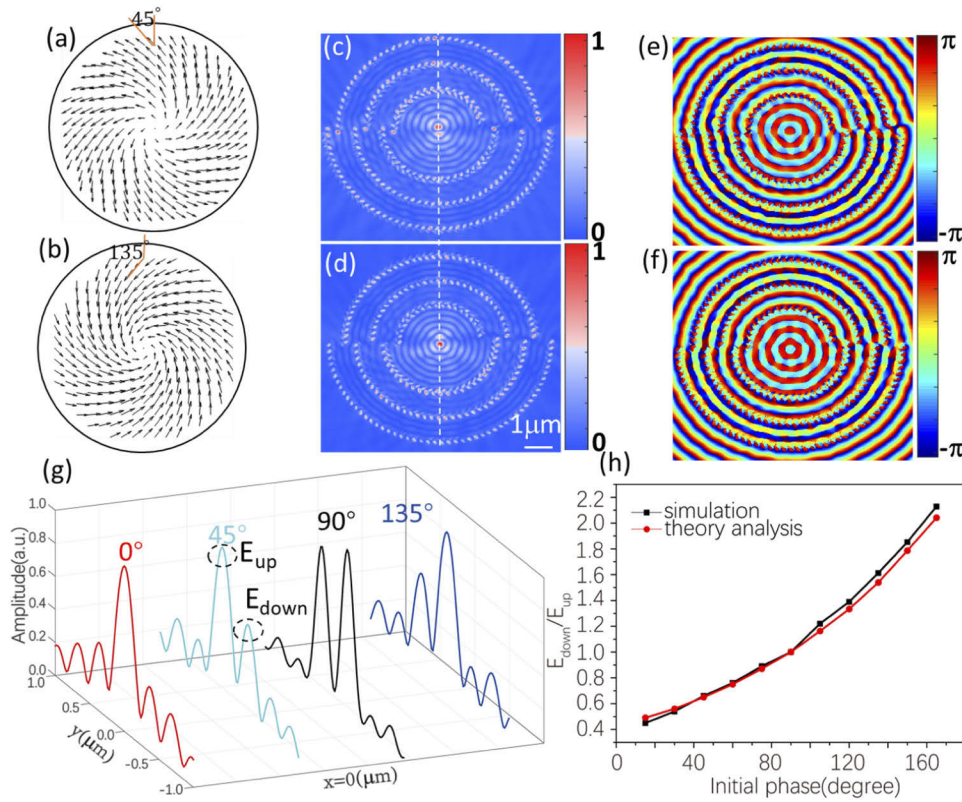 (a)
45°
(b)
135°
(c)
1
0
(d)
1
1μm
0
(e)
π
-π
(f)
π
-π
(g)
Amplitude(a.u.)
1.0
0.8
0.6
0.4
0.2
0.0
1.0
0.5
0.0
-0.5
-1.0
y(μm)
x=0(μm)
0°
45°
E_up
E_down
90°
135°
(h)
simulation
theory analysis
E_down/E_up
2.2
2.0
1.8
1.6
1.4
1.2
1.0
0.8
0.6
0.4
0 40 80 120 160
Initial phase(degree)